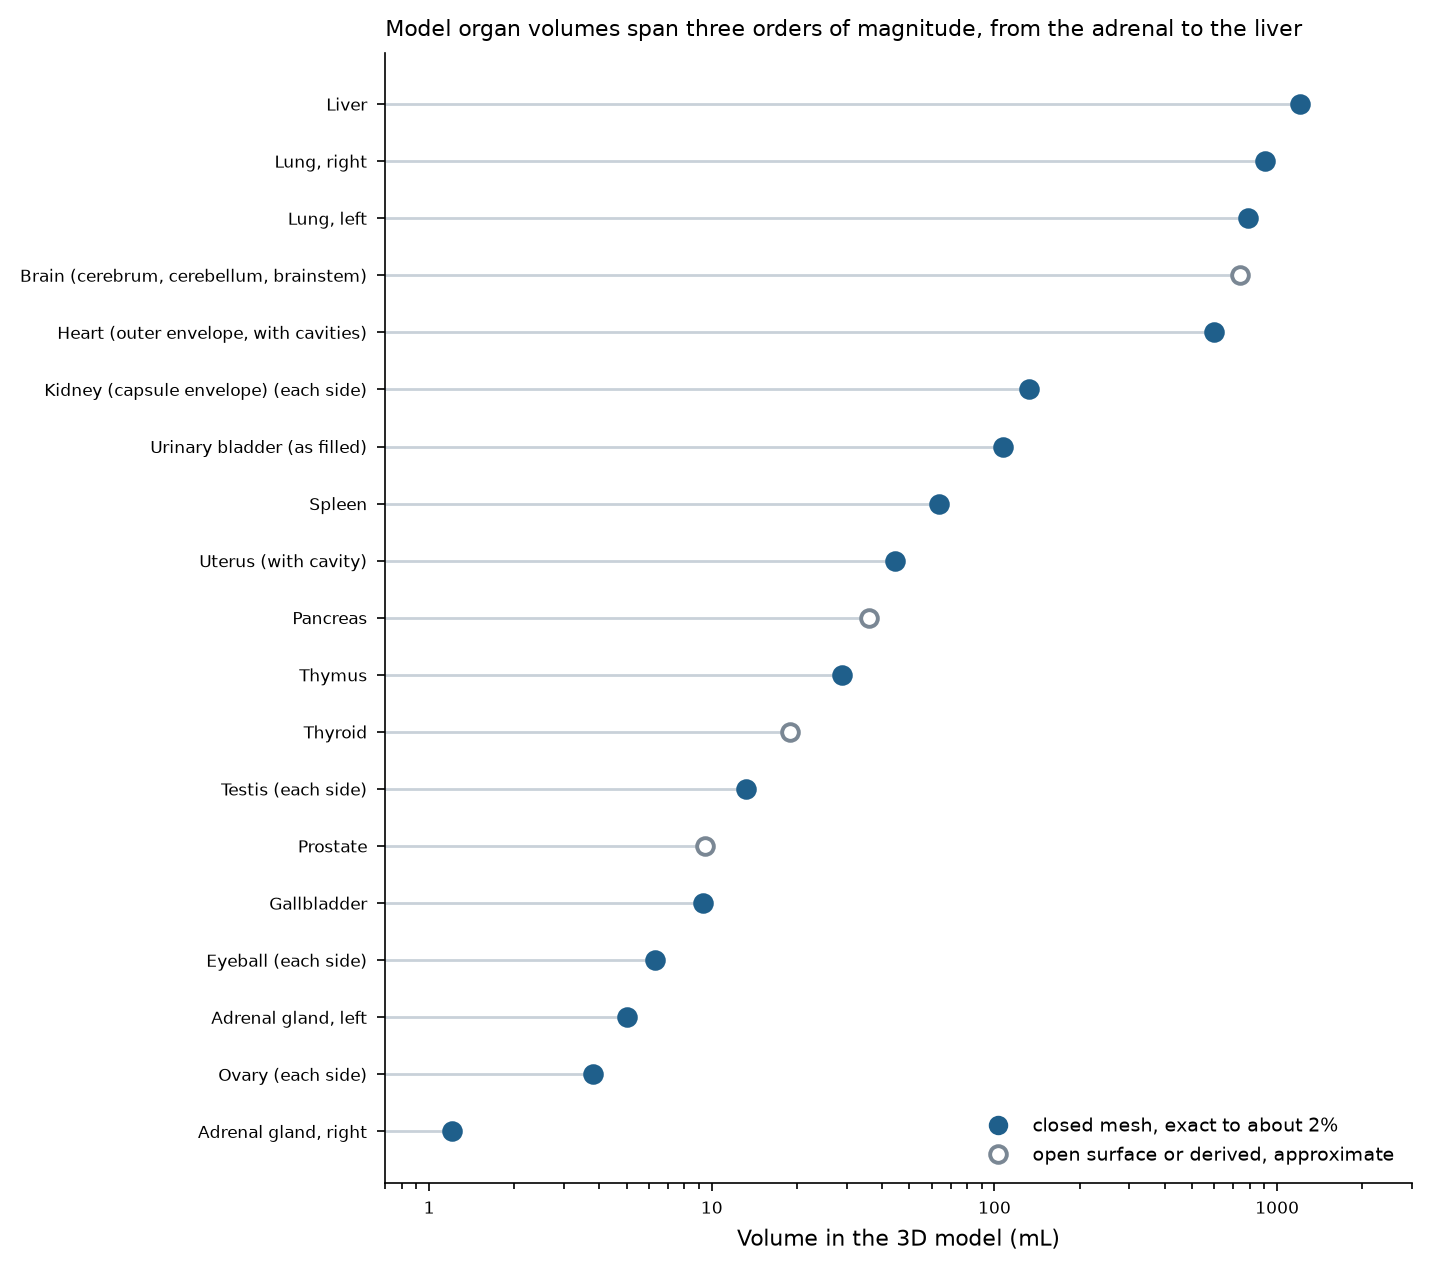 Model organ volumes span three orders of magnitude, from the adrenal to the liver
Liver
Lung, right
Lung, left
Brain (cerebrum, cerebellum, brainstem)
Heart (outer envelope, with cavities)
Kidney (capsule envelope) (each side)
Urinary bladder (as filled)
Spleen
Uterus (with cavity)
Pancreas
Thymus
Thyroid
Testis (each side)
Prostate
Gallbladder
Eyeball (each side)
Adrenal gland, left
Ovary (each side)
Adrenal gland, right
closed mesh, exact to about 2%
open surface or derived, approximate
1 10 100 1000
Volume in the 3D model (mL)